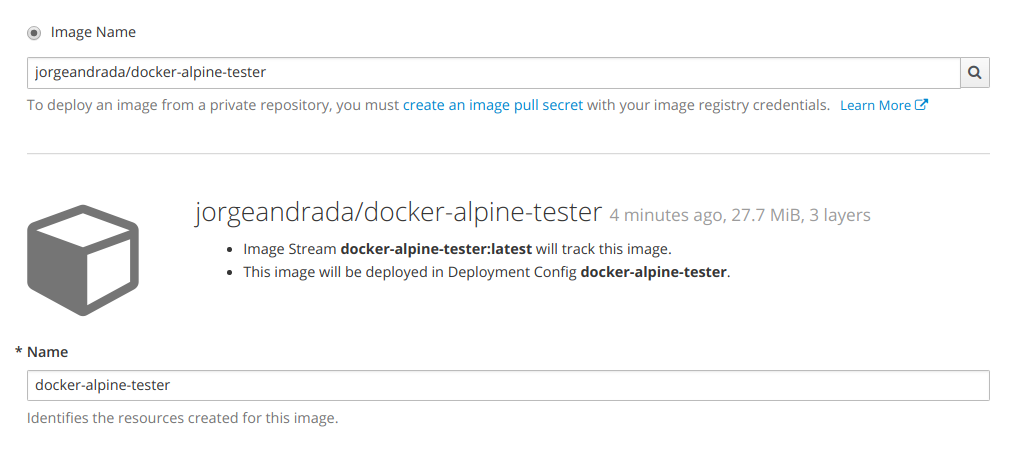 Image Name
jorgeandrada/docker-alpine-tester
To deploy an image from a private repository, you must create an image pull secret with your image registry credentials. Learn More
jorgeandrada/docker-alpine-tester 4 minutes ago, 27.7 MiB, 3 layers
• Image Stream docker-alpine-tester:latest will track this image.
• This image will be deployed in Deployment Config docker-alpine-tester.
* Name
docker-alpine-tester
Identifies the resources created for this image.